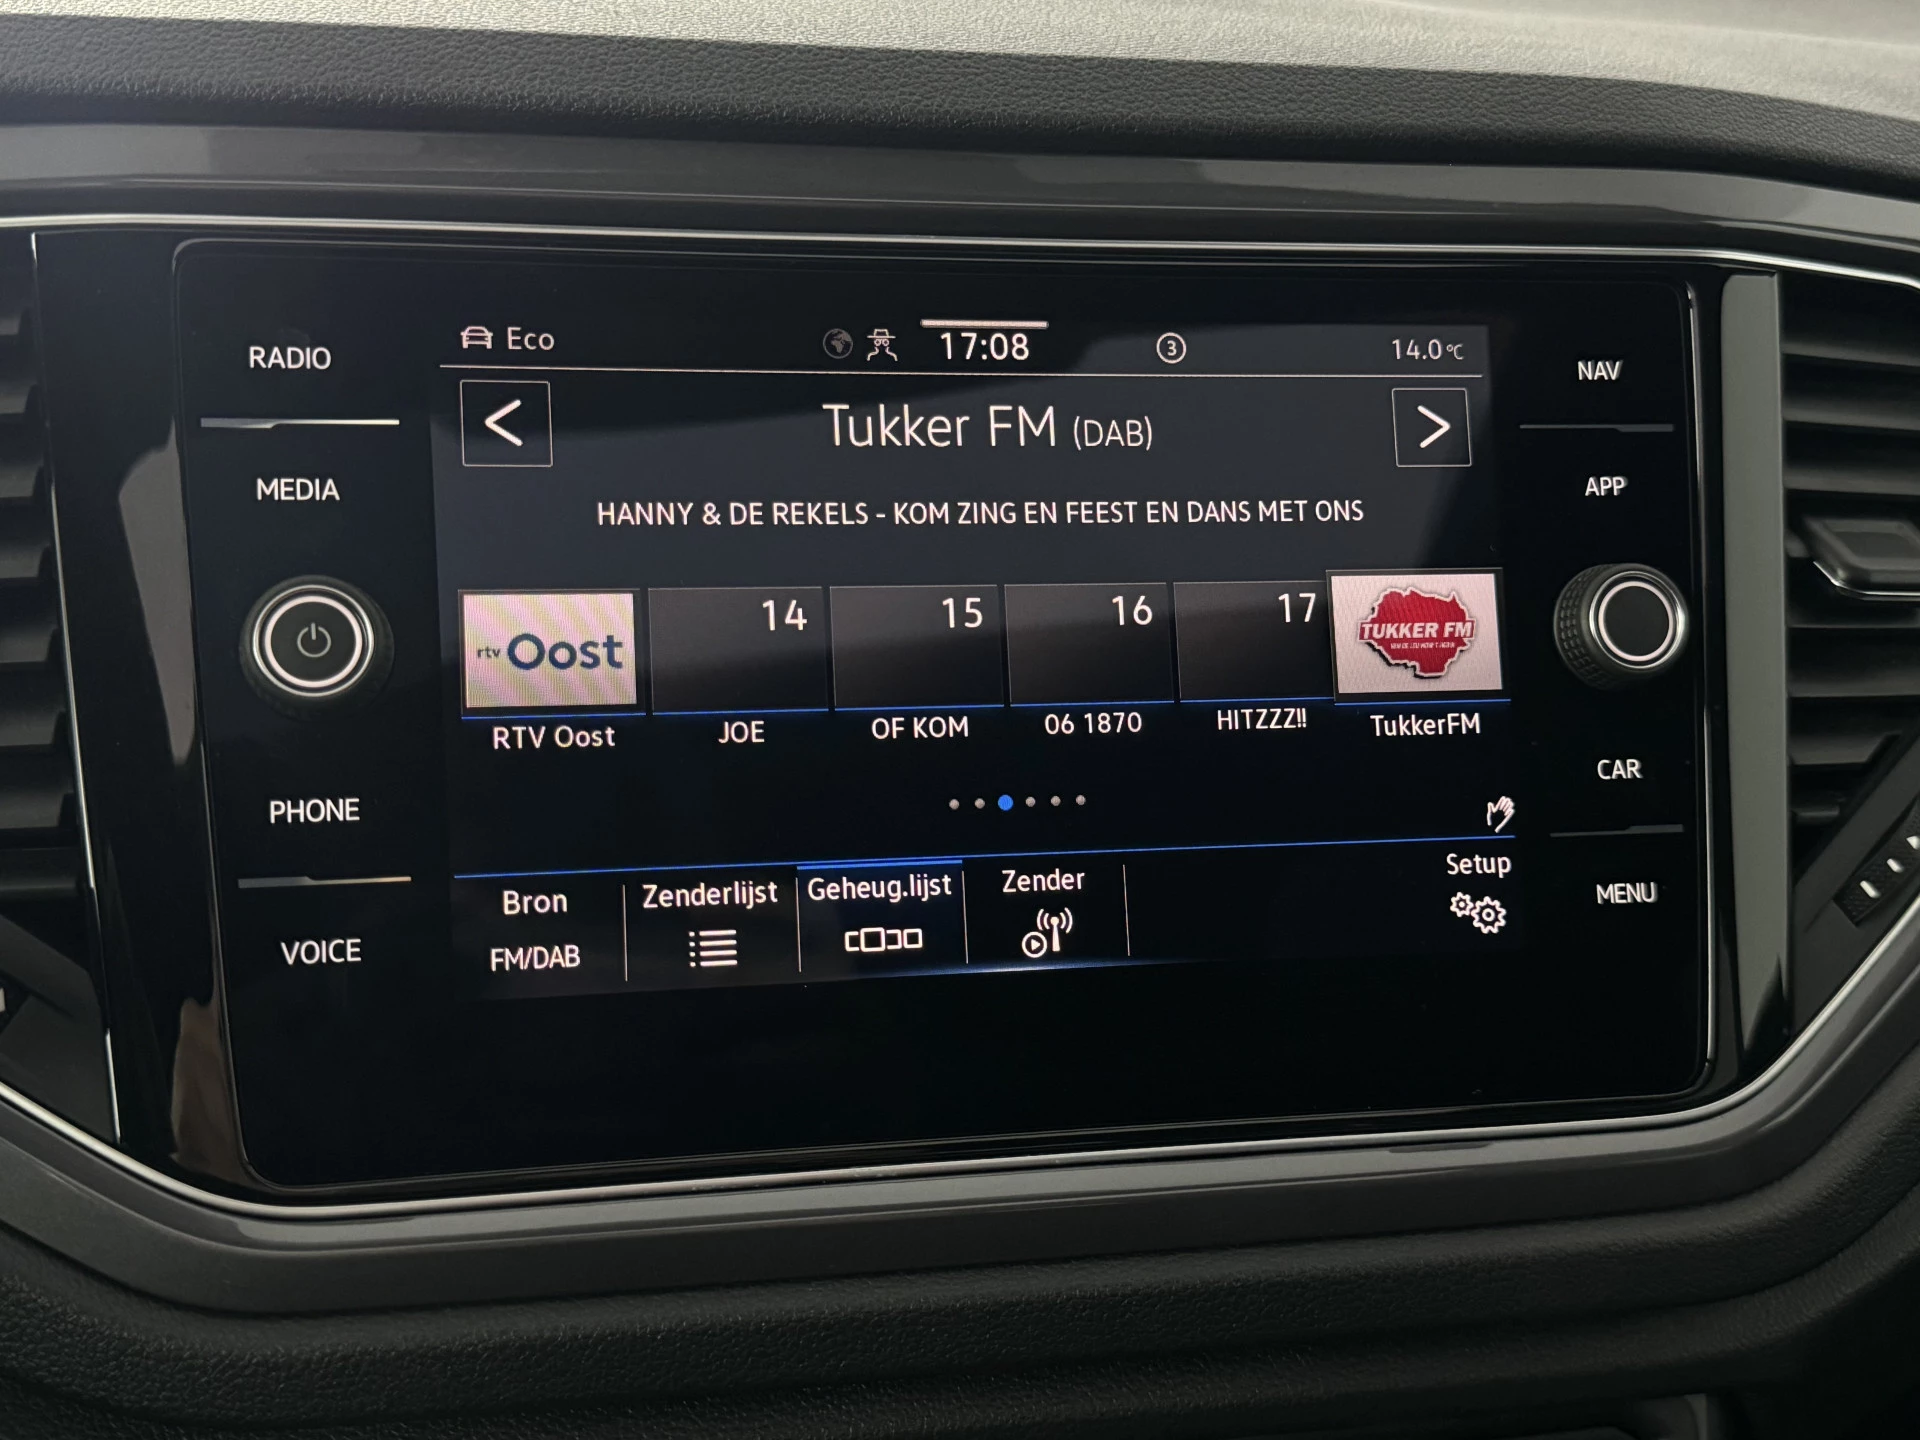 RADIO
MEDIA
PHONE
VOICE
Eco
17:08
3
14.0°C
<
Tukker FM (DAB)
>
HANNY & DE REKELS - KOM ZING EN FEEST EN DANS MET ONS
rtv Oost
14
15
16
17
TUKKER FM
RTV Oost
JOE
OF KOM
06 1870
HITZZZ!!
TukkerFM
Bron
FM/DAB
Zenderlijst
Geheug.lijst
Zender
Setup
NAV
APP
CAR
MENU